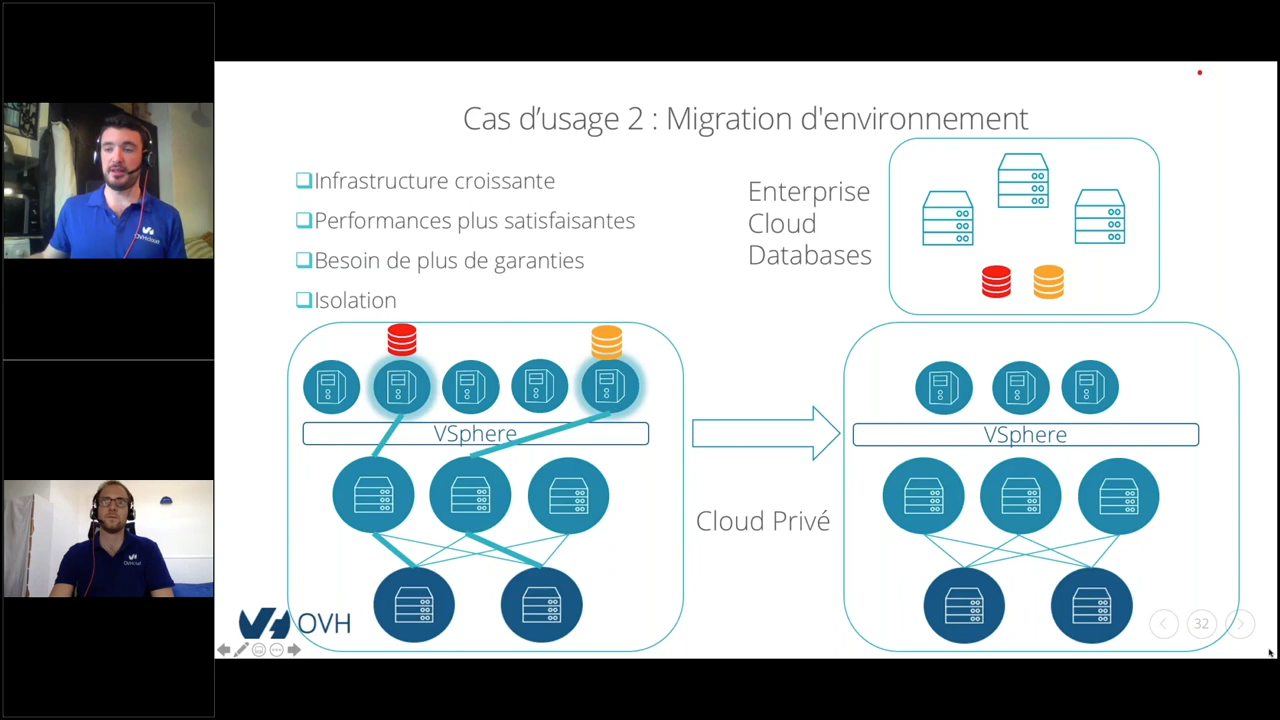 Cas d’usage 2 : Migration d'environnement
Infrastructure croissante
Performances plus satisfaisantes
Besoin de plus de garanties
Isolation
Enterprise
Cloud
Databases
VSphere
VSphere
Cloud Privé
OVH
32
OVHcloud